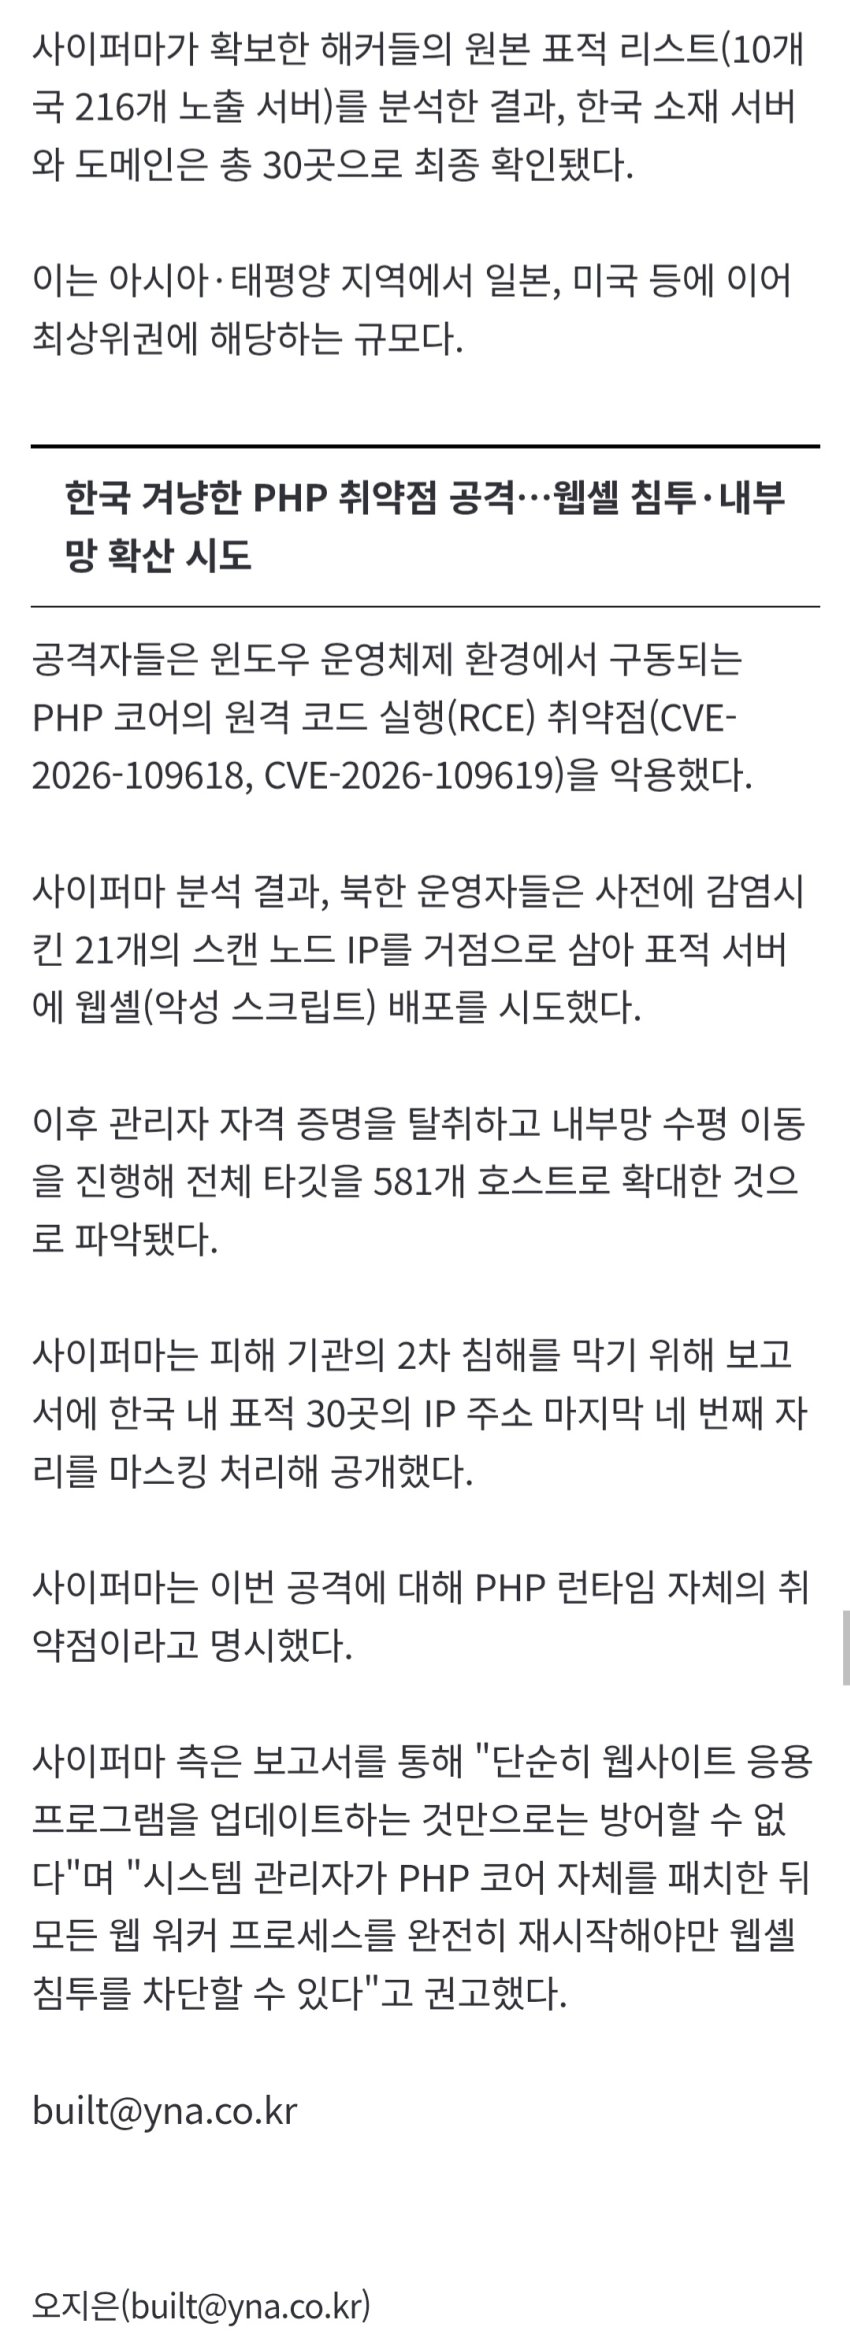 사이퍼마가 확보한 해커들의 원본 표적 리스트(10개
국 216개 노출 서버)를 분석한 결과, 한국 소재 서버
와 도메인은 총 30곳으로 최종 확인됐다.
이는 아시아·태평양 지역에서 일본, 미국 등에 이어
최상위권에 해당하는 규모다.
한국 겨냥한 PHP 취약점 공격…웹셸 침투·내부
망 확산 시도
공격자들은 윈도우 운영체제 환경에서 구동되는
PHP 코어의 원격 코드 실행(RCE) 취약점(CVE-
2026-109618, CVE-2026-109619)을 악용했다.
사이퍼마 분석 결과, 북한 운영자들은 사전에 감염시
킨 21개의 스캔 노드 IP를 거점으로 삼아 표적 서버
에 웹셸(악성 스크립트) 배포를 시도했다.
이후 관리자 자격 증명을 탈취하고 내부망 수평 이동
을 진행해 전체 타깃을 581개 호스트로 확대한 것으
로 파악됐다.
사이퍼마는 피해 기관의 2차 침해를 막기 위해 보고
서에 한국 내 표적 30곳의 IP 주소 마지막 네 번째 자
리를 마스킹 처리해 공개했다.
사이퍼마는 이번 공격에 대해 PHP 런타임 자체의 취
약점이라고 명시했다.
사이퍼마 측은 보고서를 통해 "단순히 웹사이트 응용
프로그램을 업데이트하는 것만으로는 방어할 수 없
다"며 "시스템 관리자가 PHP 코어 자체를 패치한 뒤
모든 웹 워커 프로세스를 완전히 재시작해야만 웹셸
침투를 차단할 수 있다"고 권고했다.
built@yna.co.kr
오지은(built@yna.co.kr)